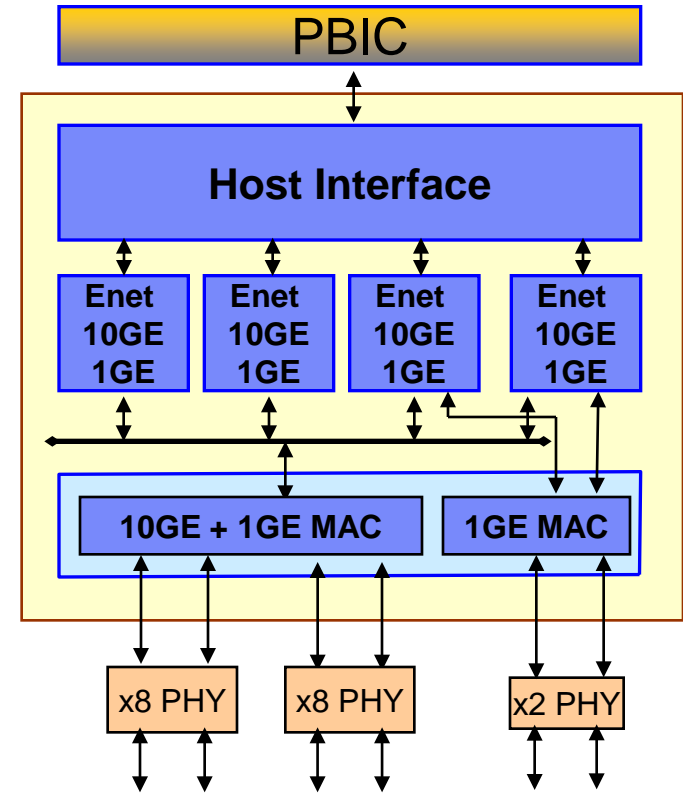 PBIC
Host Interface
Enet
10GE
1GE
Enet
10GE
1GE
Enet
10GE
1GE
Enet
10GE
1GE
10GE + 1GE MAC
1GE MAC
x8 PHY
x8 PHY
x2 PHY